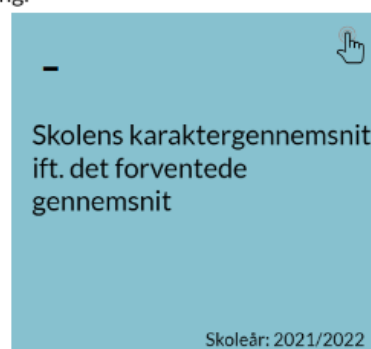 -
Skolens karaktergennemsnit
ift. det forventede
gennemsnit
Skoleår: 2021/2022